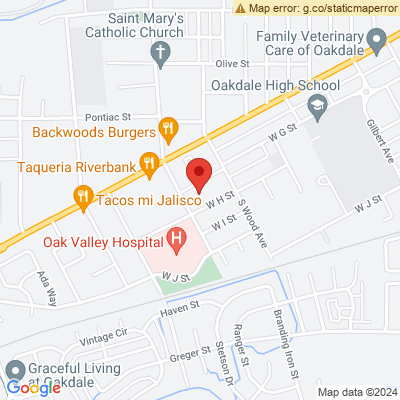 Map error: g.co/staticmaperror
Saint Mary's
Catholic Church
Family Veterinary
Care of Oakdale
Olive St
Oakdale High School
Pontiac St
Backwoods Burgers
W G St
Gilbert Ave
Taqueria Riverbank
Tacos mi Jalisco
W H St
S Wood Ave
W J St
W I St
Oak Valley Hospital
H
W J St
Ada Way
Haven St
Vintage Cir
Greger St
Stetson Dr
Ranger St
Branding Iron St
Graceful Living
at Oakdale
Google
Map data ©2024